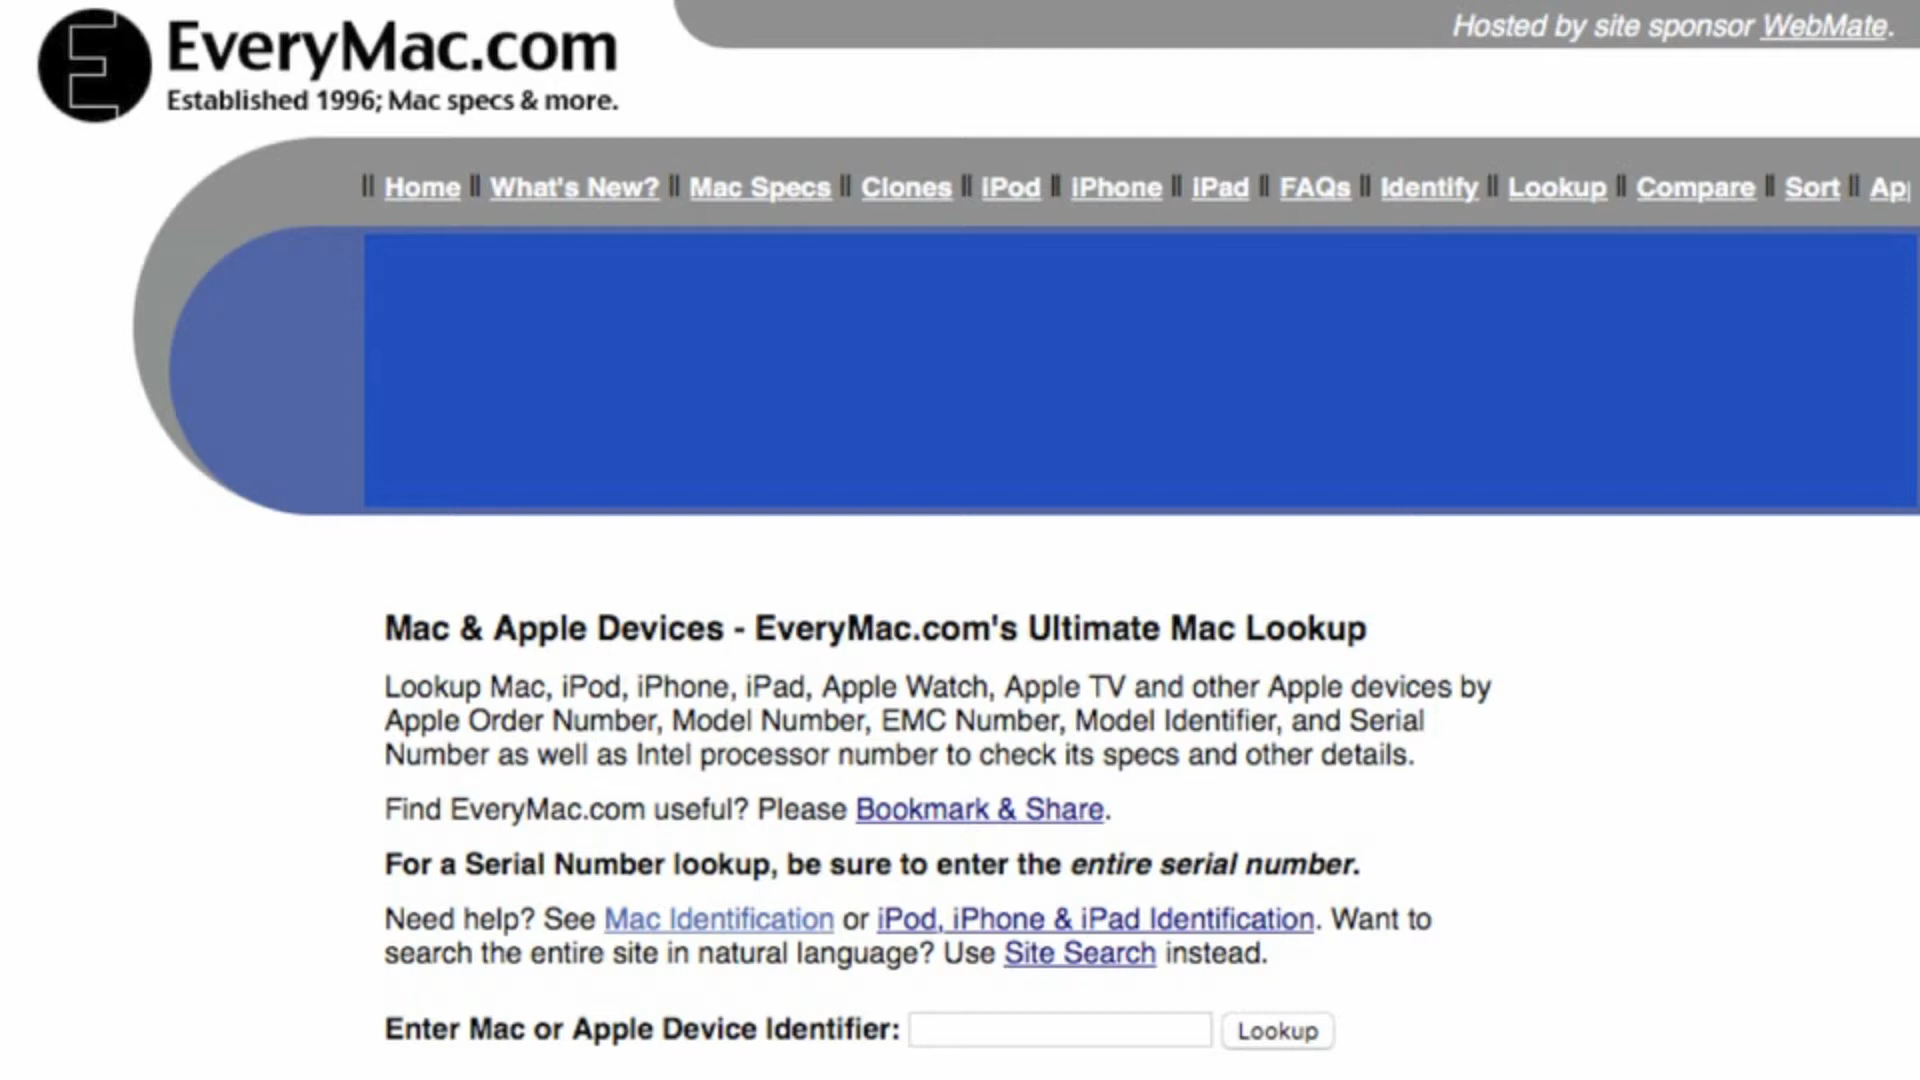 EveryMac.com
Established 1996; Mac specs & more.
Hosted by site sponsor WebMate.
|| Home || What's New? || Mac Specs || Clones || iPod || iPhone || iPad || FAQs || Identify || Lookup || Compare || Sort ||
Mac & Apple Devices - EveryMac.com's Ultimate Mac Lookup
Lookup Mac, iPod, iPhone, iPad, Apple Watch, Apple TV and other Apple devices by
Apple Order Number, Model Number, EMC Number, Model Identifier, and Serial
Number as well as Intel processor number to check its specs and other details.
Find EveryMac.com useful? Please Bookmark & Share.
For a Serial Number lookup, be sure to enter the entire serial number.
Need help? See Mac Identification or iPod, iPhone & iPad Identification. Want to
search the entire site in natural language? Use Site Search instead.
Enter Mac or Apple Device Identifier: Lookup